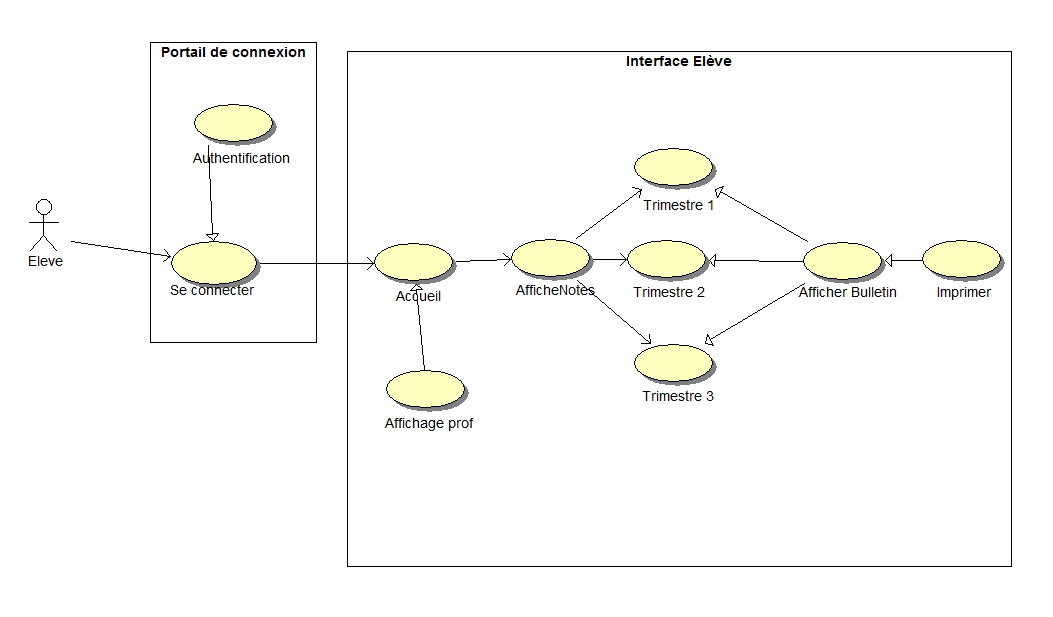 Portail de connexion
Authentification
Se connecter
Eleve
Interface Elève
Accueil
Affichage prof
AfficheNotes
Trimestre 1
Trimestre 2
Trimestre 3
Afficher Bulletin
Imprimer